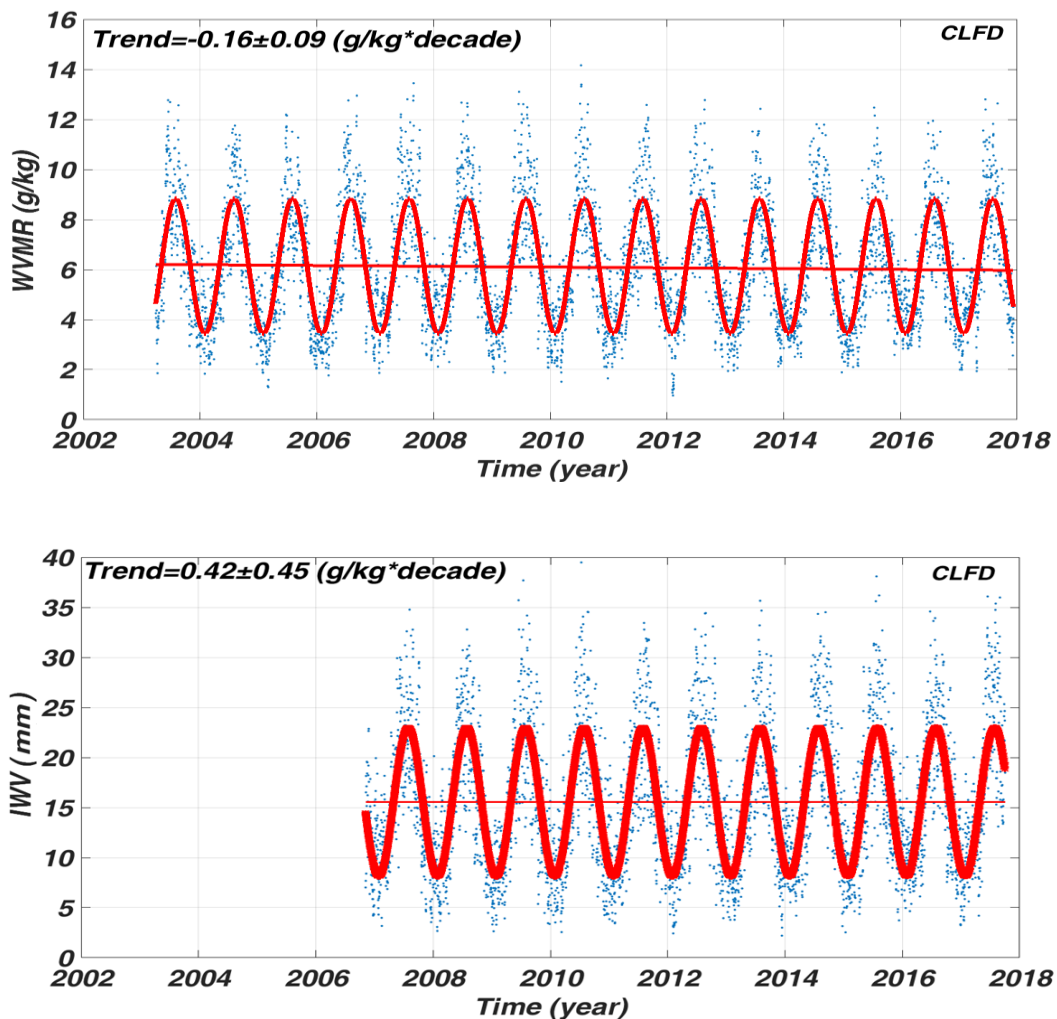 16
Trend=-0.16±0.09 (g/kg*decade)
CLFD
14
12
10
8
6
4
2
0
WVMR (g/kg)
2002 2004 2006 2008 2010 2012 2014 2016 2018
Time (year)
40
Trend=0.42±0.45 (g/kg*decade)
CLFD
35
30
25
20
15
10
5
0
IWV (mm)
2002 2004 2006 2008 2010 2012 2014 2016 2018
Time (year)